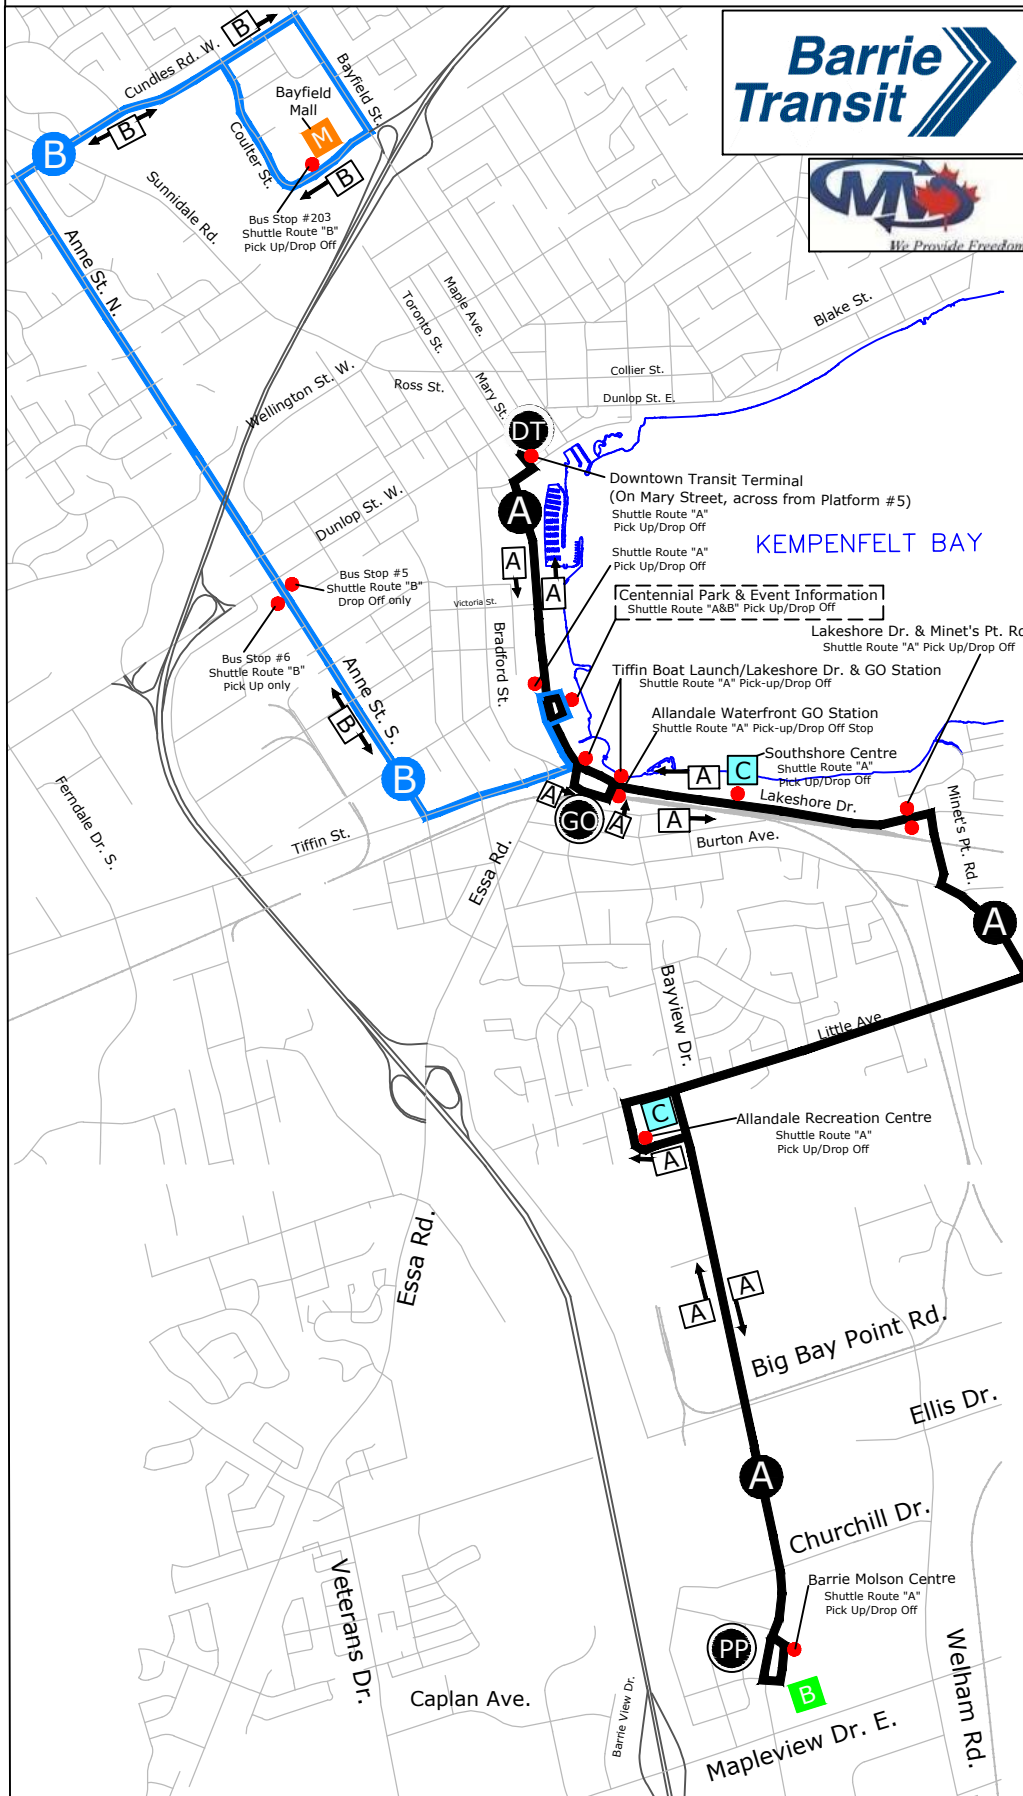 Barrie
Transit
MN
We Provide Freedom
B
Cundles Rd. W.
B
B
Bayfield St.
Bayfield
Mall
M
Coulter St.
B
Sunnidale Rd.
Bus Stop #203
Shuttle Route "B"
Pick Up/Drop Off
Anne St. N.
Maple Ave.
Toronto St.
Blake St.
Collier St.
Ross St.
Mary St.
Dunlop St. E.
Wellington St. W.
DT
Downtown Transit Terminal
(On Mary Street, across from Platform #5)
Shuttle Route "A"
Pick Up/Drop Off
A
Dunlop St. W.
KEMPENFELT BAY
Shuttle Route "A"
Pick Up/Drop Off
A
A
Bus Stop #5
Shuttle Route "B"
Drop Off only
Centennial Park & Event Information
Shuttle Route "A&B" Pick Up/Drop Off
Victoria St.
Bradford St.
Lakeshore Dr. & Minet's Pt. Rd
Shuttle Route "A" Pick Up/Drop Off
Bus Stop #6
Shuttle Route "B"
Pick Up only
Anne St. S.
B
Tiffin Boat Launch/Lakeshore Dr. & GO Station
Shuttle Route "A" Pick-up/Drop Off
Allandale Waterfront GO Station
Shuttle Route "A" Pick-up/Drop Off Stop
Southshore Centre
Shuttle Route "A"
Pick Up/Drop Off
C
A
B
A
GO
A
A
Lakeshore Dr.
Minet's Pt. Rd.
Burton Ave.
Tiffin St.
Ferndale Dr. S.
Essa Rd.
A
Bayview Dr.
Little Ave.
C
Allandale Recreation Centre
Shuttle Route "A"
Pick Up/Drop Off
A
Essa Rd.
A
A
Big Bay Point Rd.
Ellis Dr.
A
Churchill Dr.
Veterans Dr.
Barrie Molson Centre
Shuttle Route "A"
Pick Up/Drop Off
PP
B
Welham Rd.
Caplan Ave.
Barrie View Dr.
Mapleview Dr. E.